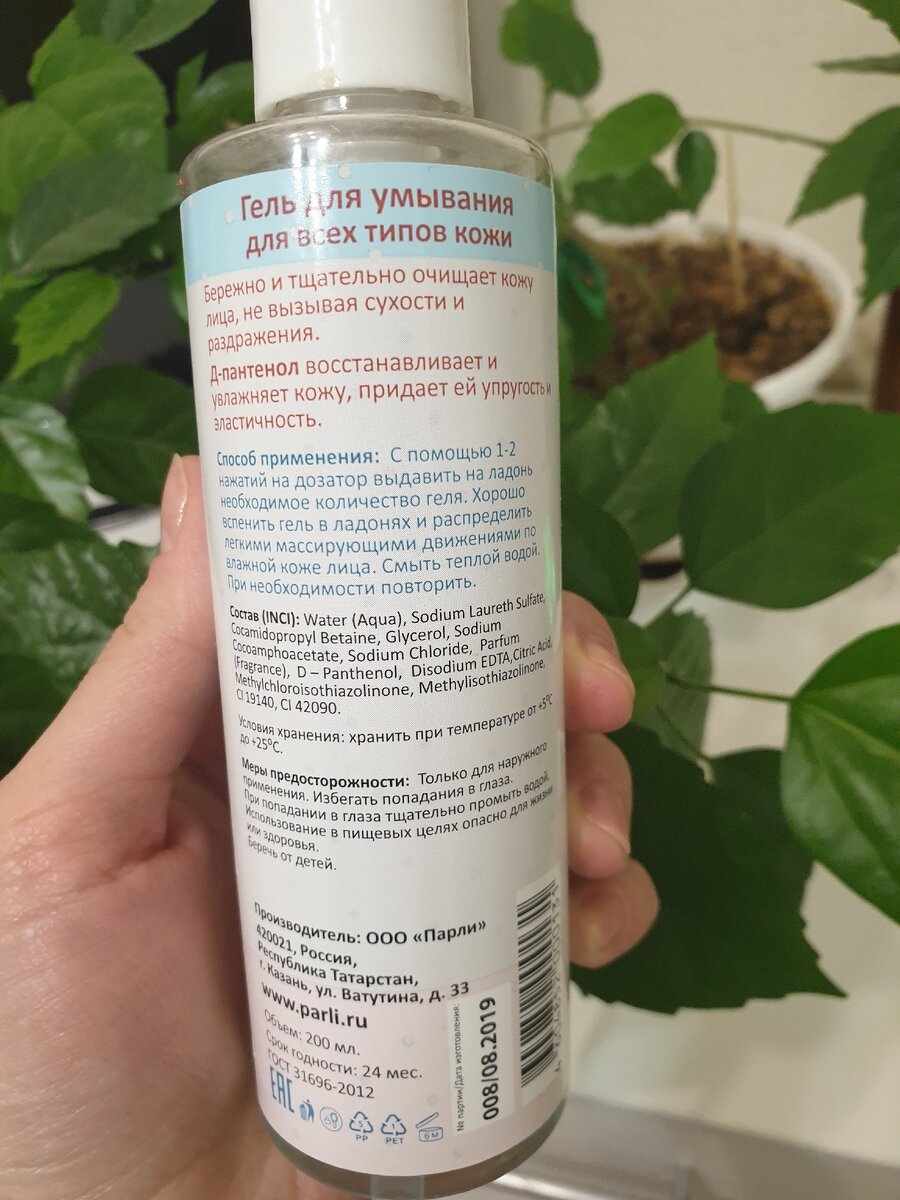 Гель для умывания
для всех типов кожи
Бережно и тщательно очищает кожу
лица, не вызывая сухости и
раздражения.
Д-пантенол восстанавливает и
увлажняет кожу, придает ей упругость и
эластичность.
Способ применения: С помощью 1-2
нажатий на дозатор выдавить на ладонь
необходимое количество геля. Хорошо
вспенить гель в ладонях и распределить
легкими массирующими движениями по
влажной коже лица. Смыть теплой водой.
При необходимости повторить.
Состав (INCI): Water (Aqua), Sodium Laureth Sulfate,
Cocamidopropyl Betaine, Glycerol, Sodium
Cocoamphoacetate, Sodium Chloride, Parfum
(Fragrance), D – Panthenol, Disodium EDTA, Citric Acid,
Methylchloroisothiazolinone, Methylisothiazolinone,
CI 19140, CI 42090.
Условия хранения: хранить при температуре от +5°C
до +25°C.
Меры предосторожности: Только для наружного
применения. Избегать попадания в глаза.
При попадании в глаза тщательно промыть водой.
Использование в пищевых целях опасно для жизни
или здоровья.
Беречь от детей.
Производитель: ООО «Парли»
420021, Россия,
Республика Татарстан,
г. Казань, ул. Ватутина, д. 33
www.parli.ru
Объем: 200 мл.
Срок годности: 24 мес.
ГОСТ 31696-2012
№ партии/Дата изготовления:
008/08.2019
EAC
5
PP
1
PET
6M